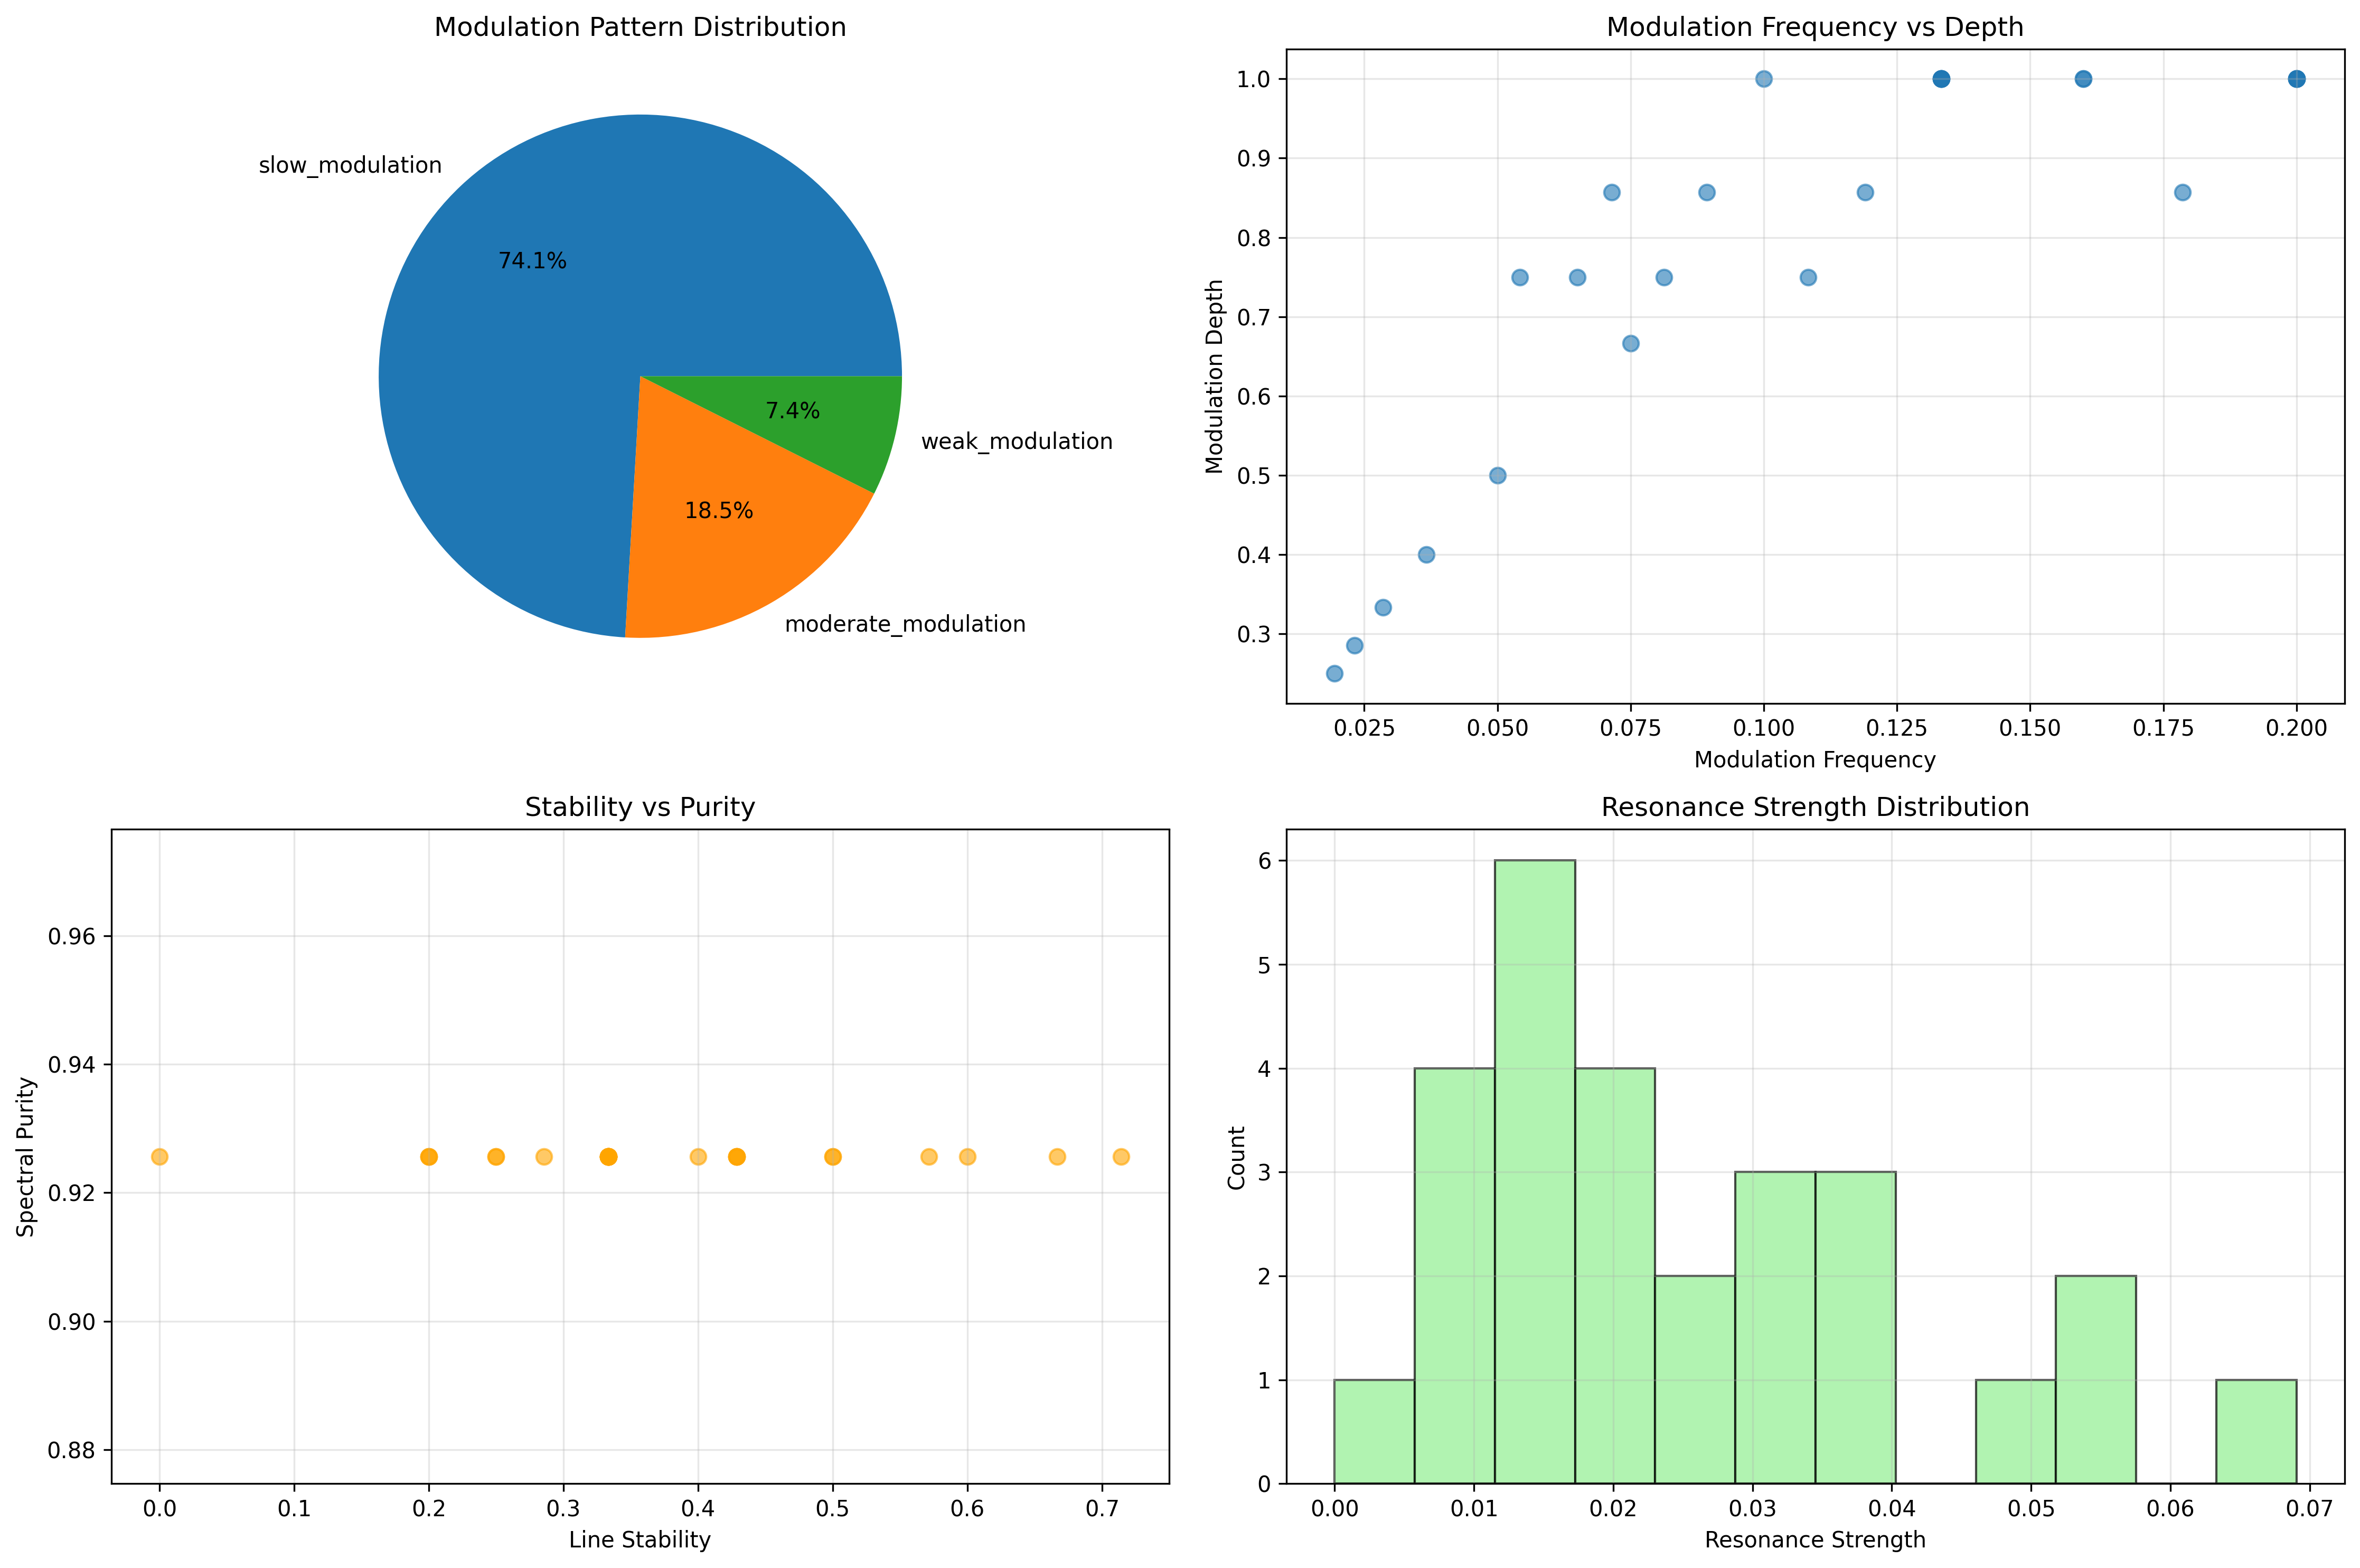 Modulation Pattern Distribution
slow_modulation
74.1%
7.4%
weak_modulation
18.5%
moderate_modulation
Modulation Frequency vs Depth
Modulation Depth
1.0
0.9
0.8
0.7
0.6
0.5
0.4
0.3
0.025 0.050 0.075 0.100 0.125 0.150 0.175 0.200
Modulation Frequency
Stability vs Purity
Spectral Purity
0.96
0.94
0.92
0.90
0.88
0.0 0.1 0.2 0.3 0.4 0.5 0.6 0.7
Line Stability
Resonance Strength Distribution
Count
6
5
4
3
2
1
0
0.00 0.01 0.02 0.03 0.04 0.05 0.06 0.07
Resonance Strength